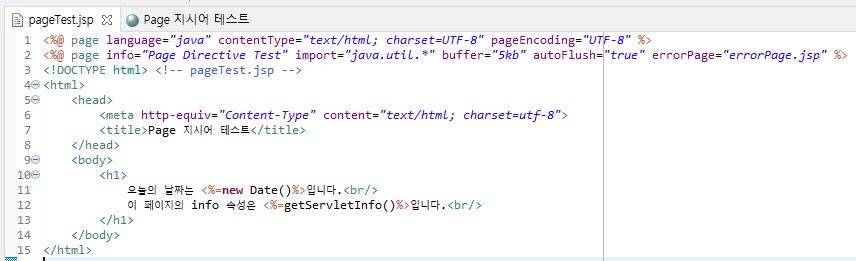 pageTest.jsp Page 지시어 테스트
1 <%@ page language="java" contentType="text/html; charset=UTF-8" pageEncoding="UTF-8" %>
2 <%@ page info="Page Directive Test" import="java.util.*" buffer="5kb" autoFlush="true" errorPage="errorPage.jsp" %>
3 <!DOCTYPE html> <!-- pageTest.jsp -->
4 <html>
5 <head>
6 <meta http-equiv="Content-Type" content="text/html; charset=utf-8">
7 <title>Page 지시어 테스트</title>
8 </head>
9 <body>
10 <h1>
11 오늘의 날짜는 <%=new Date()%>입니다.<br/>
12 이 페이지의 info 속성은 <%=getServletInfo()%>입니다.<br/>
13 </h1>
14 </body>
15 </html>